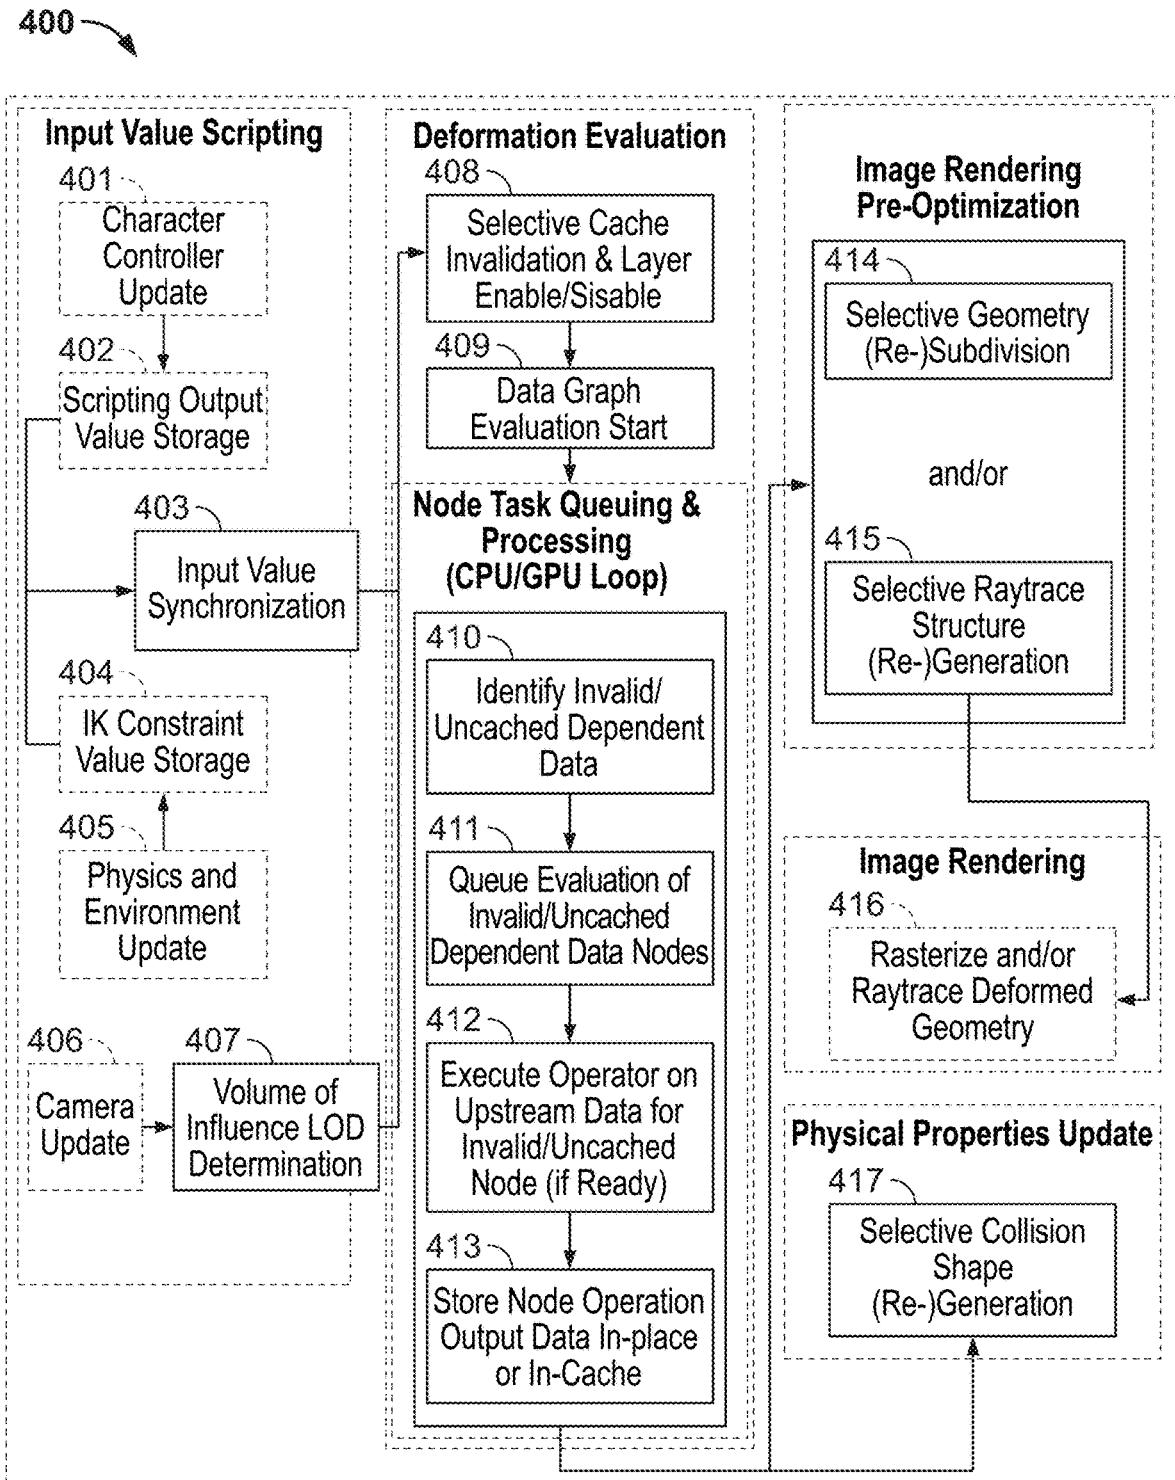 400
Input Value Scripting
401
Character
Controller
Update
402
Scripting Output
Value Storage
403
Input Value
Synchronization
404
IK Constraint
Value Storage
405
Physics and
Environment
Update
406
Camera
Update
407
Volume of
Influence LOD
Determination
Deformation Evaluation
408
Selective Cache
Invalidation & Layer
Enable/Sisable
409
Data Graph
Evaluation Start
Node Task Queuing &
Processing
(CPU/GPU Loop)
410
Identify Invalid/
Uncached Dependent
Data
411
Queue Evaluation of
Invalid/Uncached
Dependent Data Nodes
412
Execute Operator on
Upstream Data for
Invalid/Uncached
Node (if Ready)
413
Store Node Operation
Output Data In-place
or In-Cache
Image Rendering
Pre-Optimization
414
Selective Geometry
(Re-)Subdivision
and/or
415
Selective Raytrace
Structure
(Re-)Generation
Image Rendering
416
Rasterize and/or
Raytrace Deformed
Geometry
Physical Properties Update
417
Selective Collision
Shape
(Re-)Generation